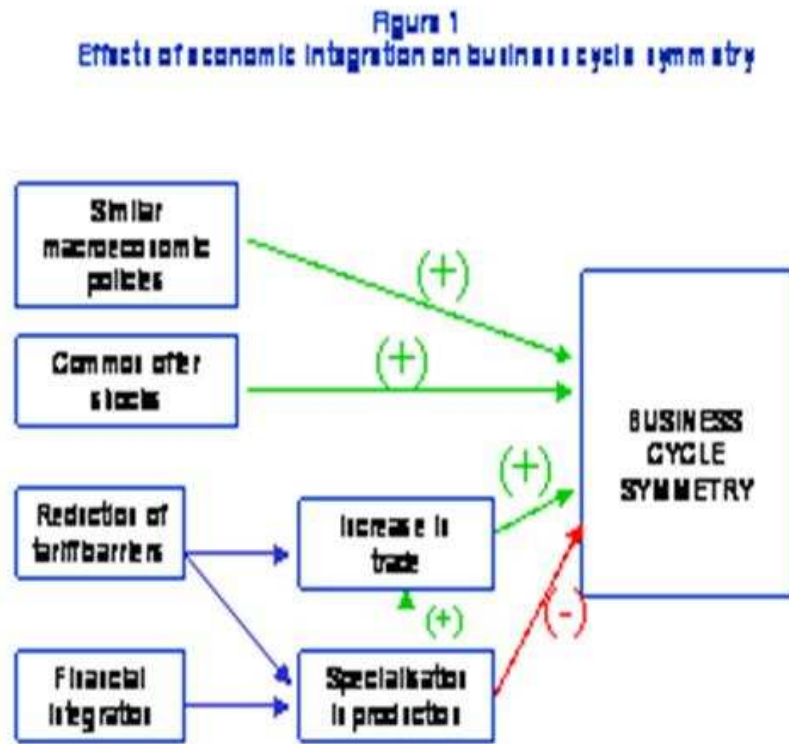 Figure 1
Effects of economic integration on business cycle symmetry
Similar
macroeconomic
policies
(+)
Common offer
shocks
(+)
BUSINESS
CYCLE
SYMMETRY
(+)
Reduction of
tariff barriers
Increase in
trade
(+)
(-)
Financial
Integration
Specialisation
in production